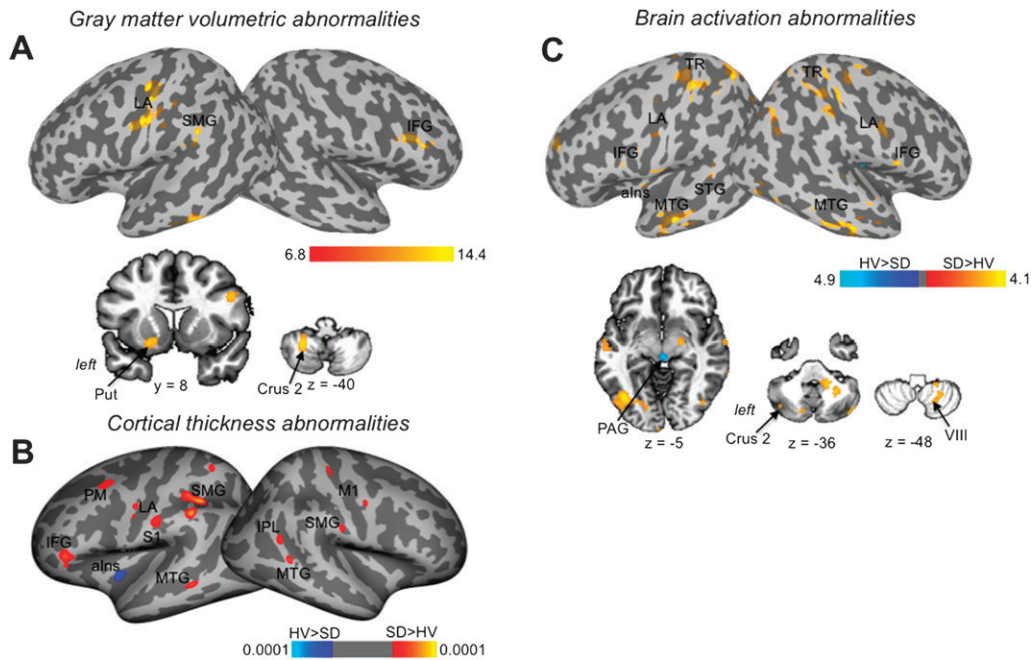 Gray matter volumetric abnormalities
A
LA
SMG
IFG
6.8
14.4
left
Put
y = 8
Crus 2
z = -40
Cortical thickness abnormalities
B
PM
LA
SMG
S1
IFG
aIns
MTG
M1
IPL
SMG
MTG
HV>SD
SD>HV
0.0001
0.0001
Brain activation abnormalities
C
TR
TR
LA
LA
IFG
IFG
aIns
STG
MTG
MTG
HV>SD
SD>HV
4.9
4.1
PAG
z = -5
left
Crus 2
z = -36
VIII
z = -48